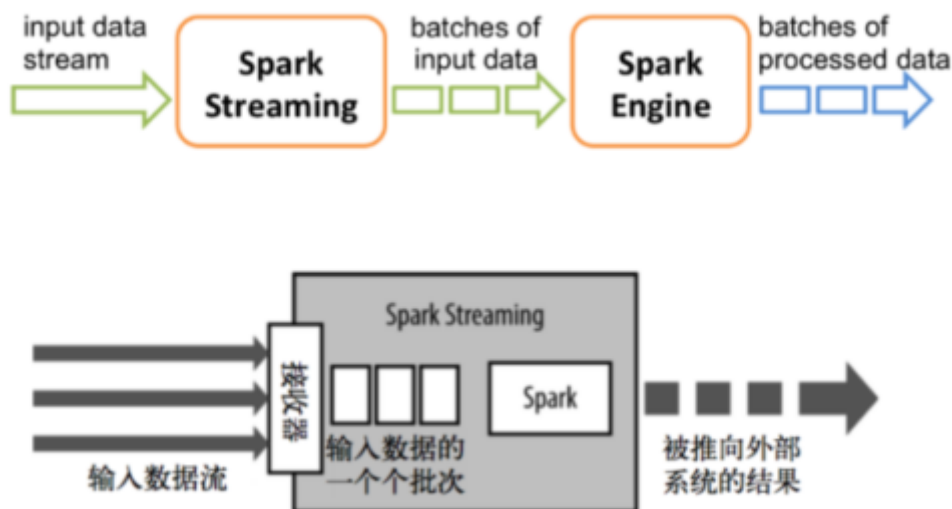 input data
stream
Spark
Streaming
batches of
input data
Spark
Engine
batches of
processed data
Spark Streaming
接收器
输入数据的
一个个批次
Spark
输入数据流
被推向外部
系统的结果